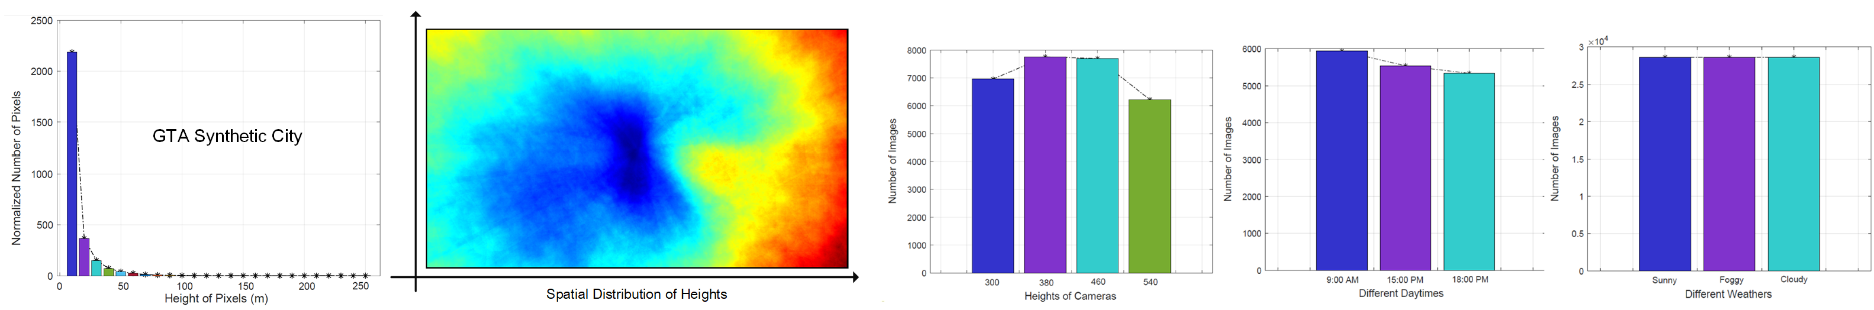 2500
2000
1500
1000
500
0
Normalized Number of Pixels
GTA Synthetic City
0 50 100 150 200 250
Height of Pixels (m)
Spatial Distribution of Heights
8000
7000
6000
5000
4000
3000
2000
1000
0
Number of Images
300 380 460 540
Heights of Cameras
6000
5000
4000
3000
2000
1000
0
Number of Images
9:00 AM 15:00 PM 18:00 PM
Different Daytimes
×10⁴
3
2.5
2
1.5
1
0.5
0
Number of Images
Sunny Foggy Cloudy
Different Weathers